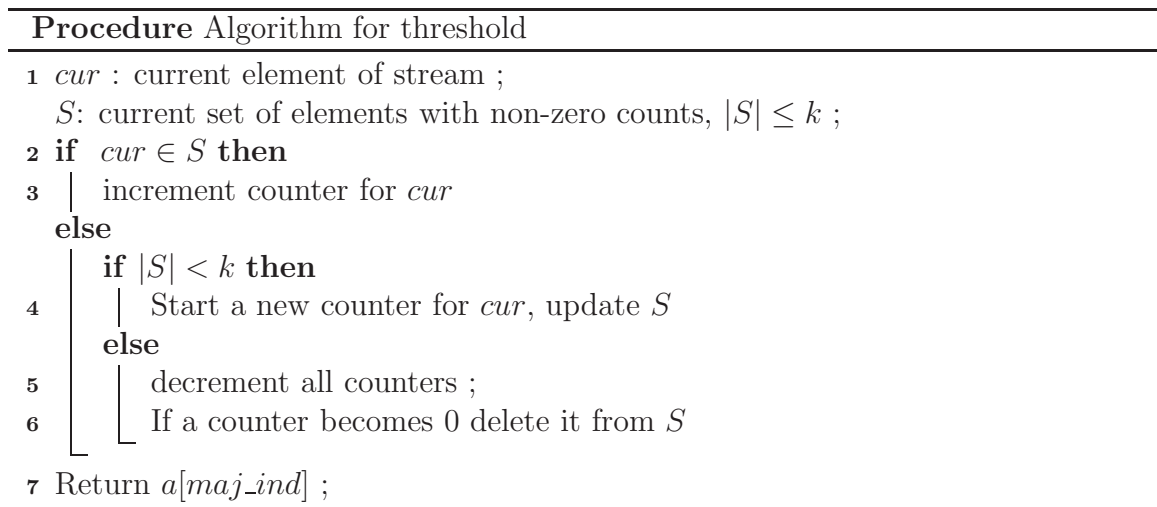 Procedure Algorithm for threshold
1 cur : current element of stream ;
S: current set of elements with non-zero counts, |S| ≤ k ;
2 if cur ∈ S then
3 increment counter for cur
else
if |S| < k then
4 Start a new counter for cur, update S
else
5 decrement all counters ;
6 If a counter becomes 0 delete it from S
7 Return a[maj_ind] ;